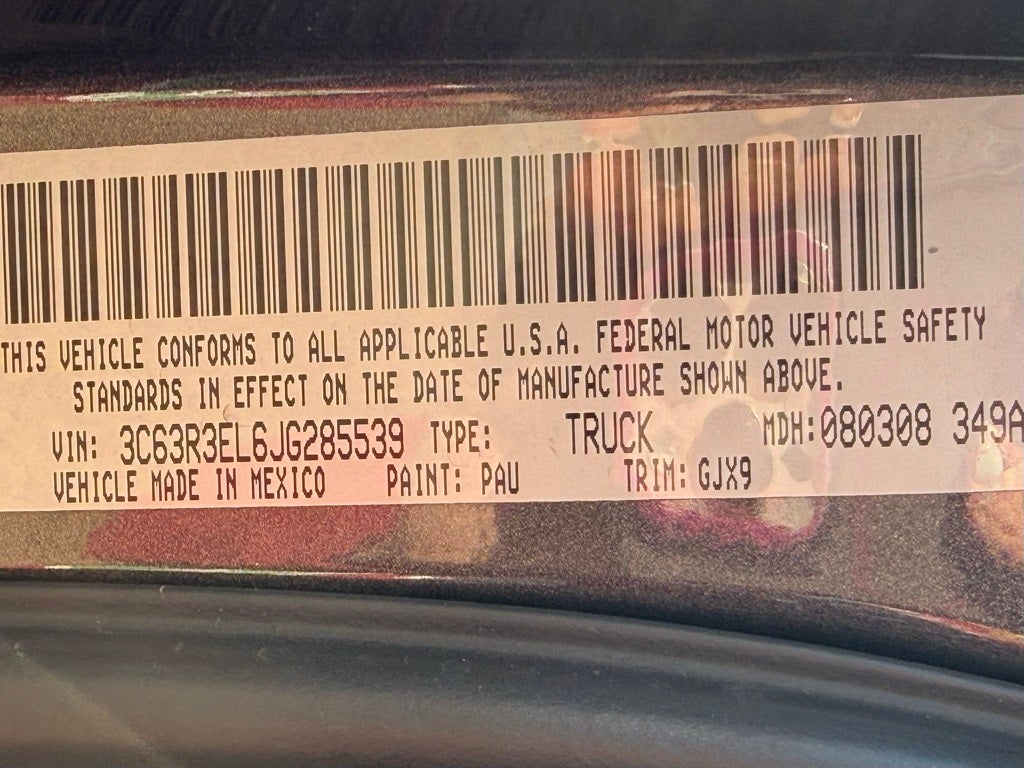 THIS VEHICLE CONFORMS TO ALL APPLICABLE U.S.A. FEDERAL MOTOR VEHICLE SAFETY
STANDARDS IN EFFECT ON THE DATE OF MANUFACTURE SHOWN ABOVE.
VIN: 3C63R3EL6JG285539 TYPE: TRUCK MDH:080308 349A
VEHICLE MADE IN MEXICO PAINT: PAU TRIM: GJX9